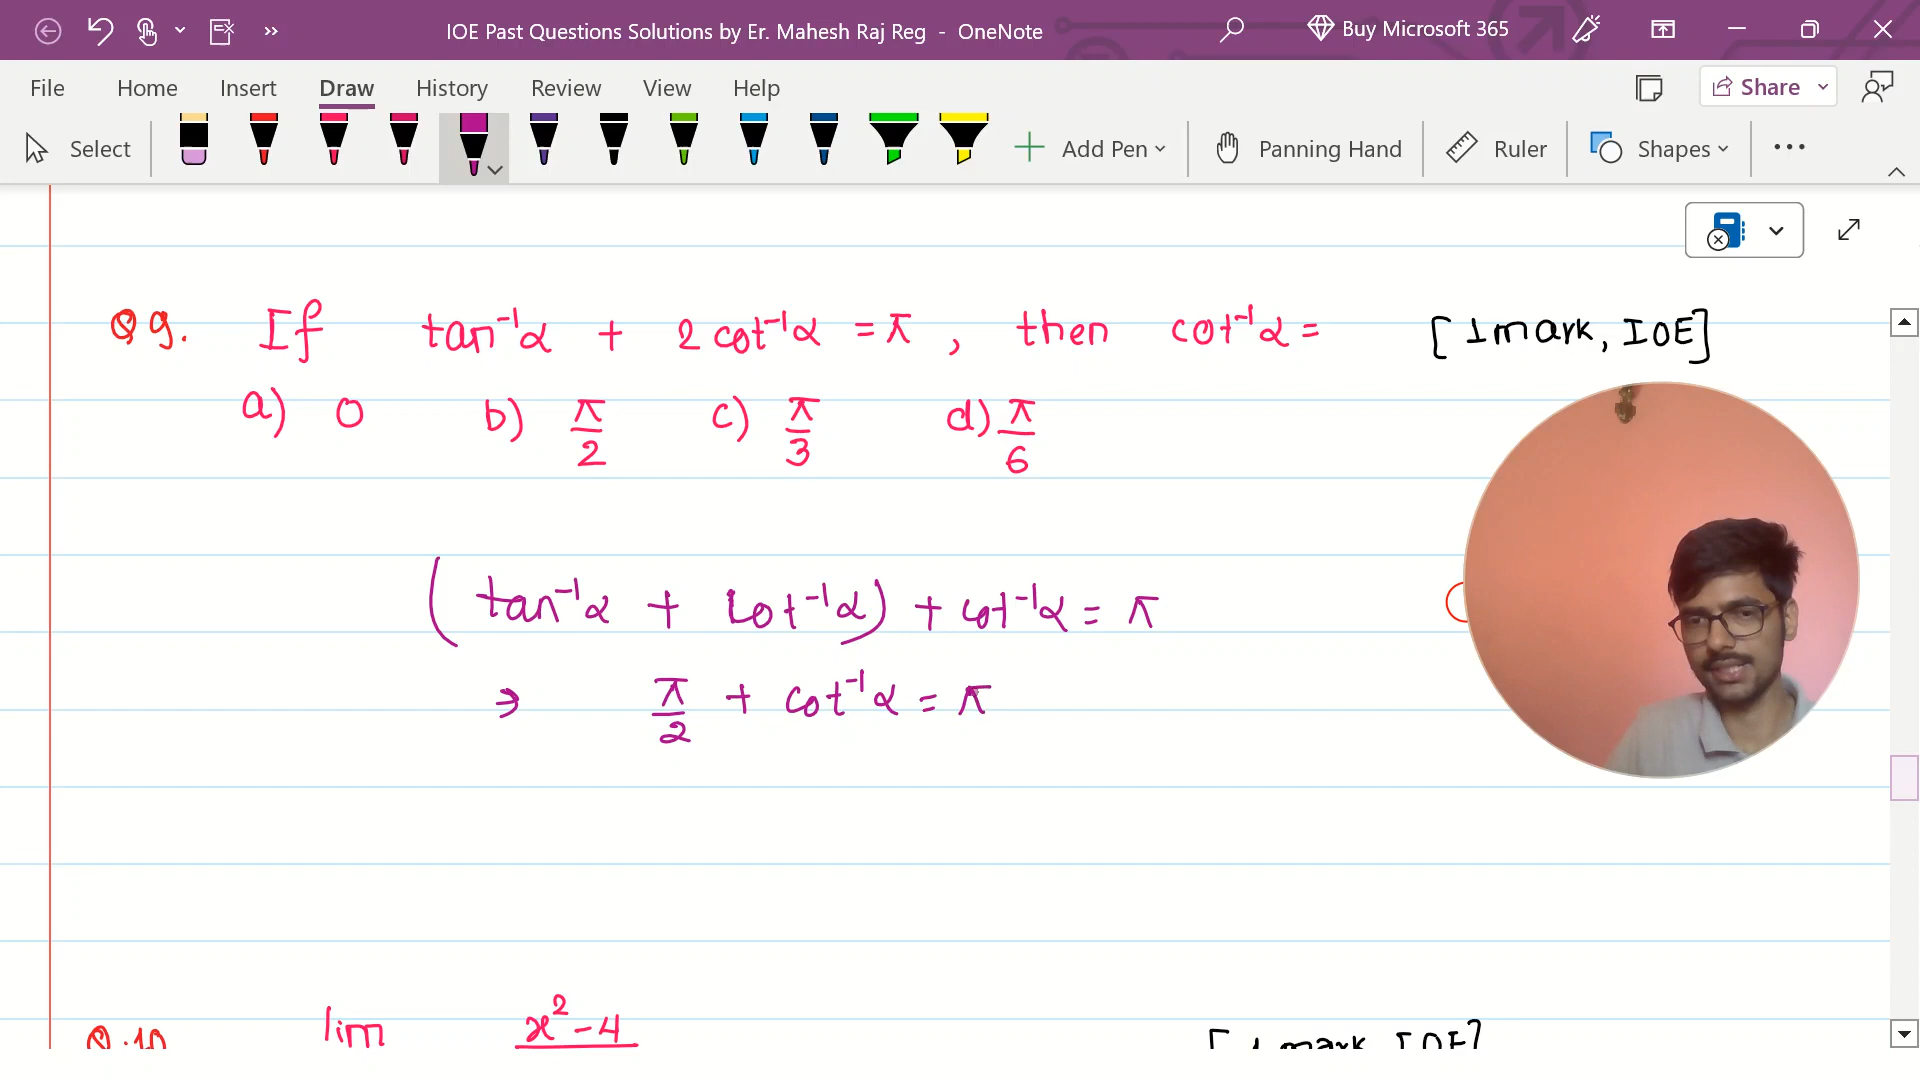 IOE Past Questions Solutions by Er. Mahesh Raj Reg - OneNote
Buy Microsoft 365
File Home Insert Draw History Review View Help
Share
Select
Add Pen
Panning Hand
Ruler
Shapes
Q9. If tan⁻¹α + 2 cot⁻¹α = π , then cot⁻¹α = [1mark, IOE]
a) 0 b) π/2 c) π/3 d) π/6
(tan⁻¹α + cot⁻¹α) + cot⁻¹α = π
⇒ π/2 + cot⁻¹α = π
Q.10 lim x² - 4 [1 mark, IOE]